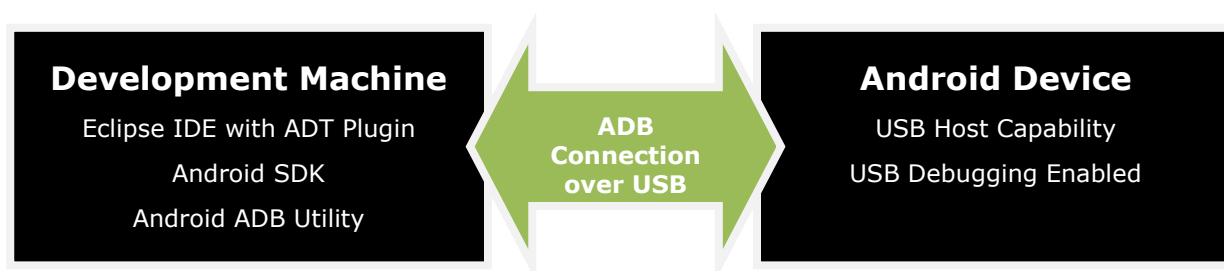 Development Machine
Eclipse IDE with ADT Plugin
Android SDK
Android ADB Utility
ADB
Connection
over USB
Android Device
USB Host Capability
USB Debugging Enabled